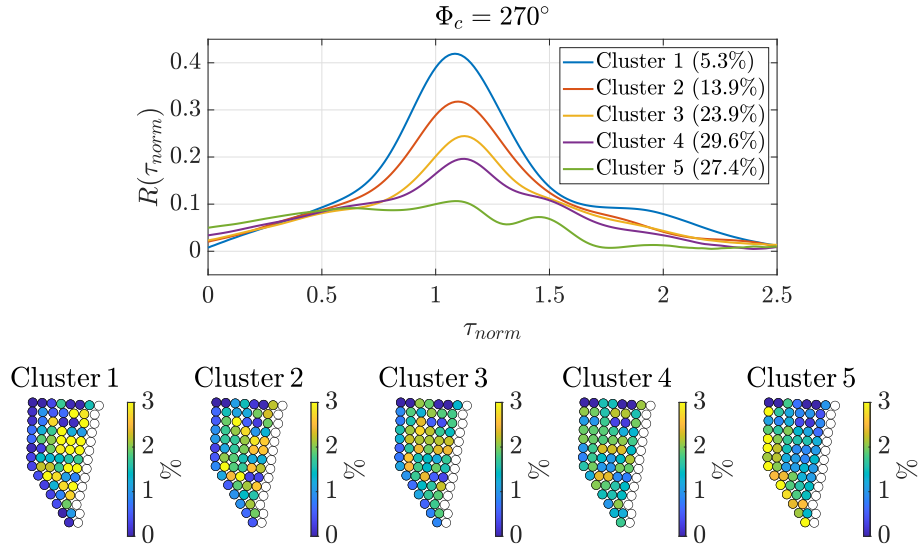 Φ_c = 270°
0.4
0.3
0.2
0.1
0
R(τ_norm)
Cluster 1 (5.3%)
Cluster 2 (13.9%)
Cluster 3 (23.9%)
Cluster 4 (29.6%)
Cluster 5 (27.4%)
0 0.5 1 1.5 2 2.5
τ_norm
Cluster 1 Cluster 2 Cluster 3 Cluster 4 Cluster 5
3 3 3 3 3
2 2 2 2 2
% % % % %
1 1 1 1 1
0 0 0 0 0